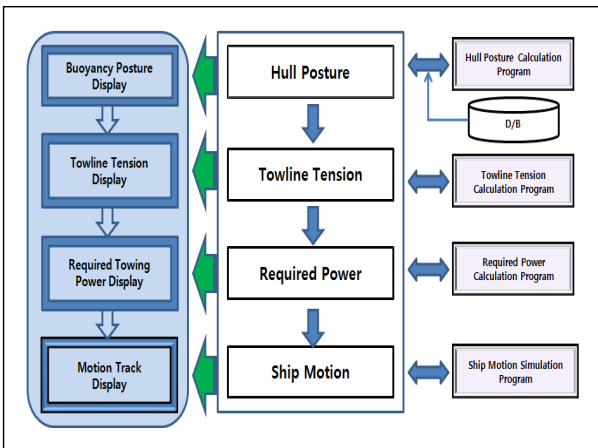 Buoyancy Posture
Display
Hull Posture
Hull Posture Calculation
Program
D/B
Towline Tension
Display
Towline Tension
Towline Tension
Calculation Program
Required Towing
Power Display
Required Power
Required Power
Calculation Program
Motion Track
Display
Ship Motion
Ship Motion Simulation
Program